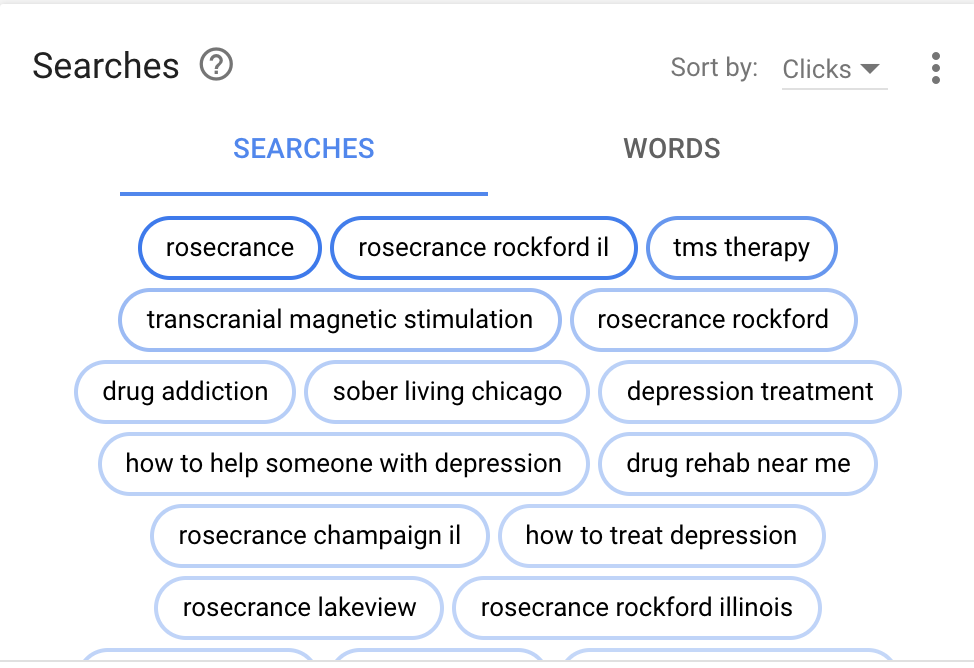 Searches ?
Sort by: Clicks
SEARCHES WORDS
rosecrance rosecrance rockford il tms therapy
transcranial magnetic stimulation rosecrance rockford
drug addiction sober living chicago depression treatment
how to help someone with depression drug rehab near me
rosecrance champaign il how to treat depression
rosecrance lakeview rosecrance rockford illinois